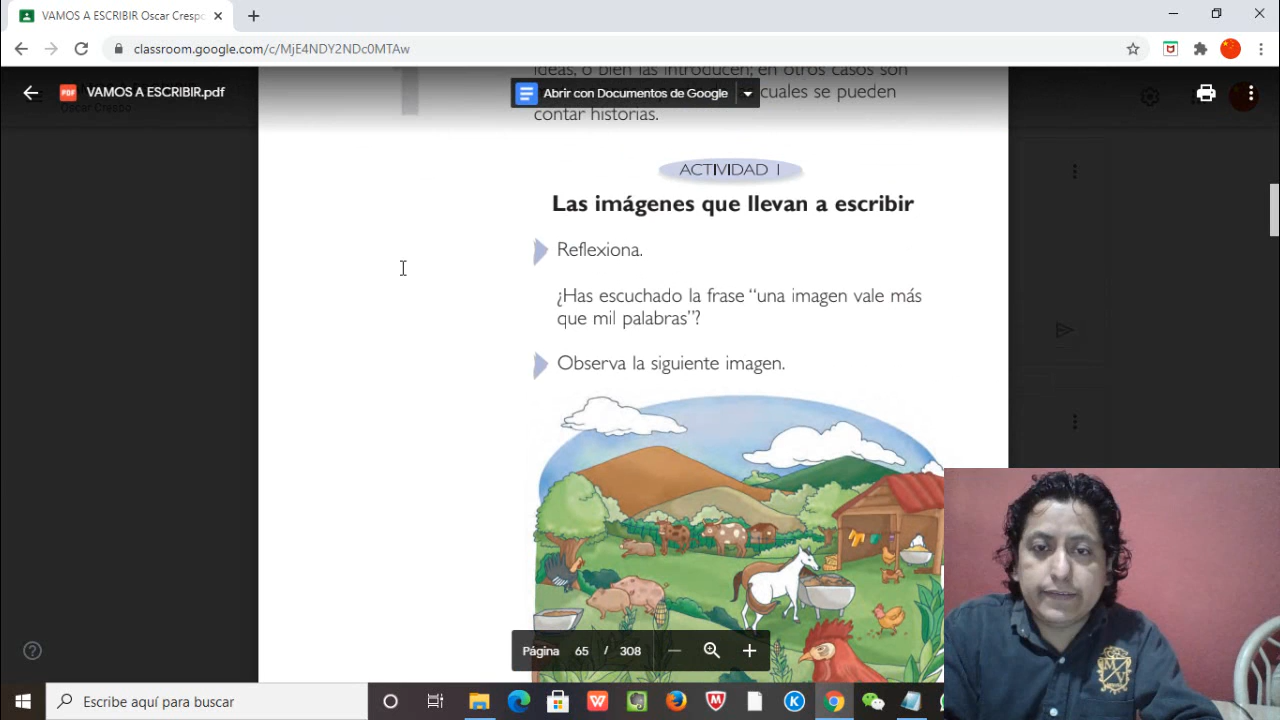 VAMOS A ESCRIBIR Oscar Crespo
classroom.google.com/c/MjE4NDY2NDc0MTAw
VAMOS A ESCRIBIR.pdf
Oscar Crespo
Abrir con Documentos de Google
ideas, o bien las introducen; en otros casos son
cuales se pueden
contar historias.
ACTIVIDAD 1
Las imágenes que llevan a escribir
Reflexiona.
¿Has escuchado la frase “una imagen vale más
que mil palabras”?
Observa la siguiente imagen.
Página 65 / 308
Escribe aquí para buscar